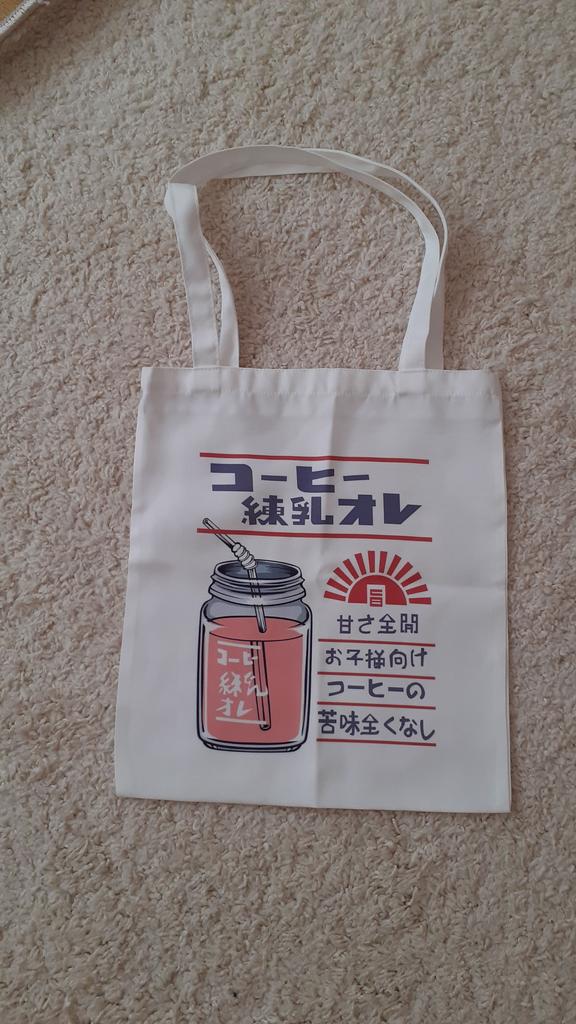 コーヒー
練乳オレ
旨
甘さ全開
お子様向け
コーヒーの
苦味全くなし
コーヒ
練乳
オレ